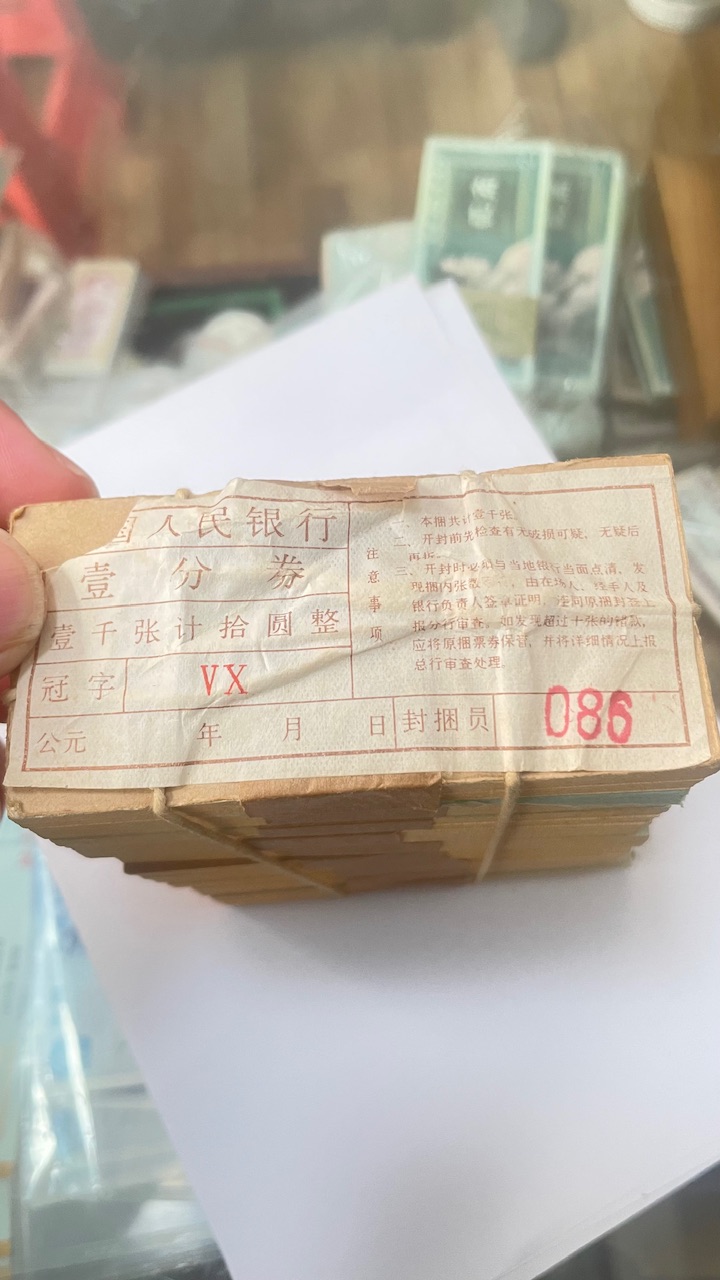 国人民银行
壹分券
壹千张计拾圆整
冠字 VX
公元 年 月 日 封捆员 086
注意事项
一、本捆共计壹千张。
二、开封前先检查有无破损可疑，无疑后
再拆
三、开封时必须与当地银行当面点清，发
现捆内张数 ，由在场人、经手人及
银行负责人签章证明，连同原捆封签上
报分行审查。如发现超过十张的错款，
应将原捆票券保留，并将详细情况上报
总行审查处理。